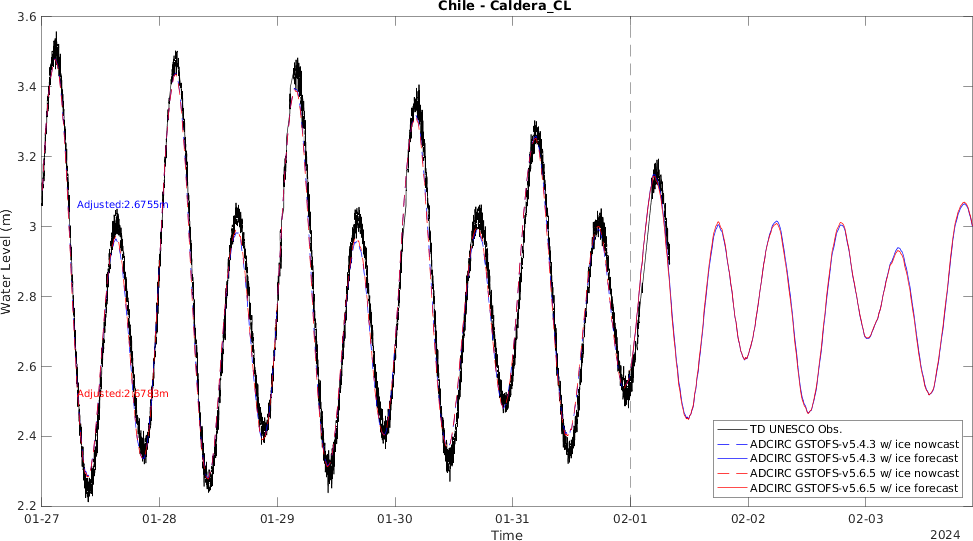 Chile - Caldera_CL
3.6
3.4
3.2
3
2.8
2.6
2.4
2.2
Water Level (m)
Adjusted:2.6755m
Adjusted:2.6783m
TD UNESCO Obs.
ADCIRC GSTOFS-v5.4.3 w/ ice nowcast
ADCIRC GSTOFS-v5.4.3 w/ ice forecast
ADCIRC GSTOFS-v5.6.5 w/ ice nowcast
ADCIRC GSTOFS-v5.6.5 w/ ice forecast
01-27 01-28 01-29 01-30 01-31 02-01 02-02 02-03
Time
2024